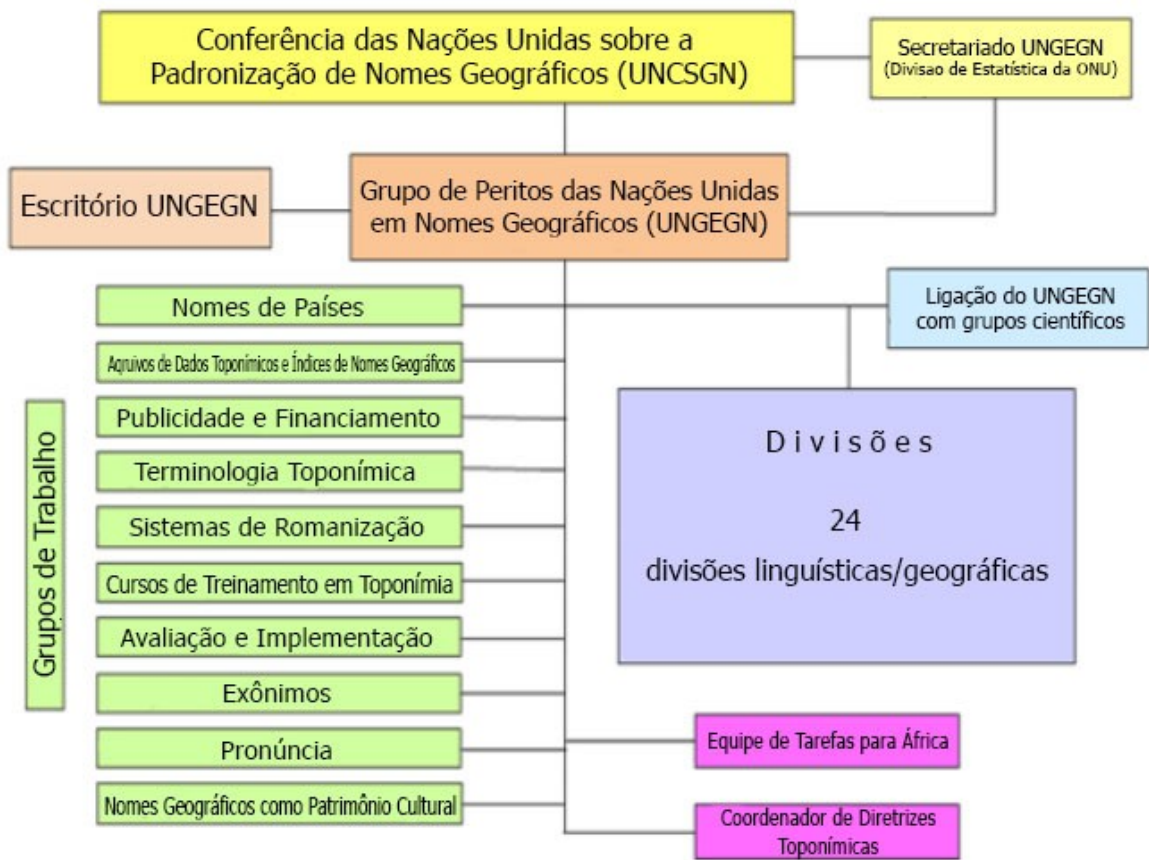 Conferência das Nações Unidas sobre a
Padronização de Nomes Geográficos (UNCSGN)
Secretariado UNGEGN
(Divisao de Estatística da ONU)
Escritório UNGEGN
Grupo de Peritos das Nações Unidas
em Nomes Geográficos (UNGEGN)
Grupos de Trabalho
Nomes de Países
Aqruivos de Dados Toponímicos e Índices de Nomes Geográficos
Publicidade e Financiamento
Terminologia Toponímica
Sistemas de Romanização
Cursos de Treinamento em Toponímia
Avaliação e Implementação
Exônimos
Pronúncia
Nomes Geográficos como Patrimônio Cultural
Ligação do UNGEGN
com grupos científicos
Divisões
24
divisões linguísticas/geográficas
Equipe de Tarefas para África
Coordenador de Diretrizes
Toponímicas